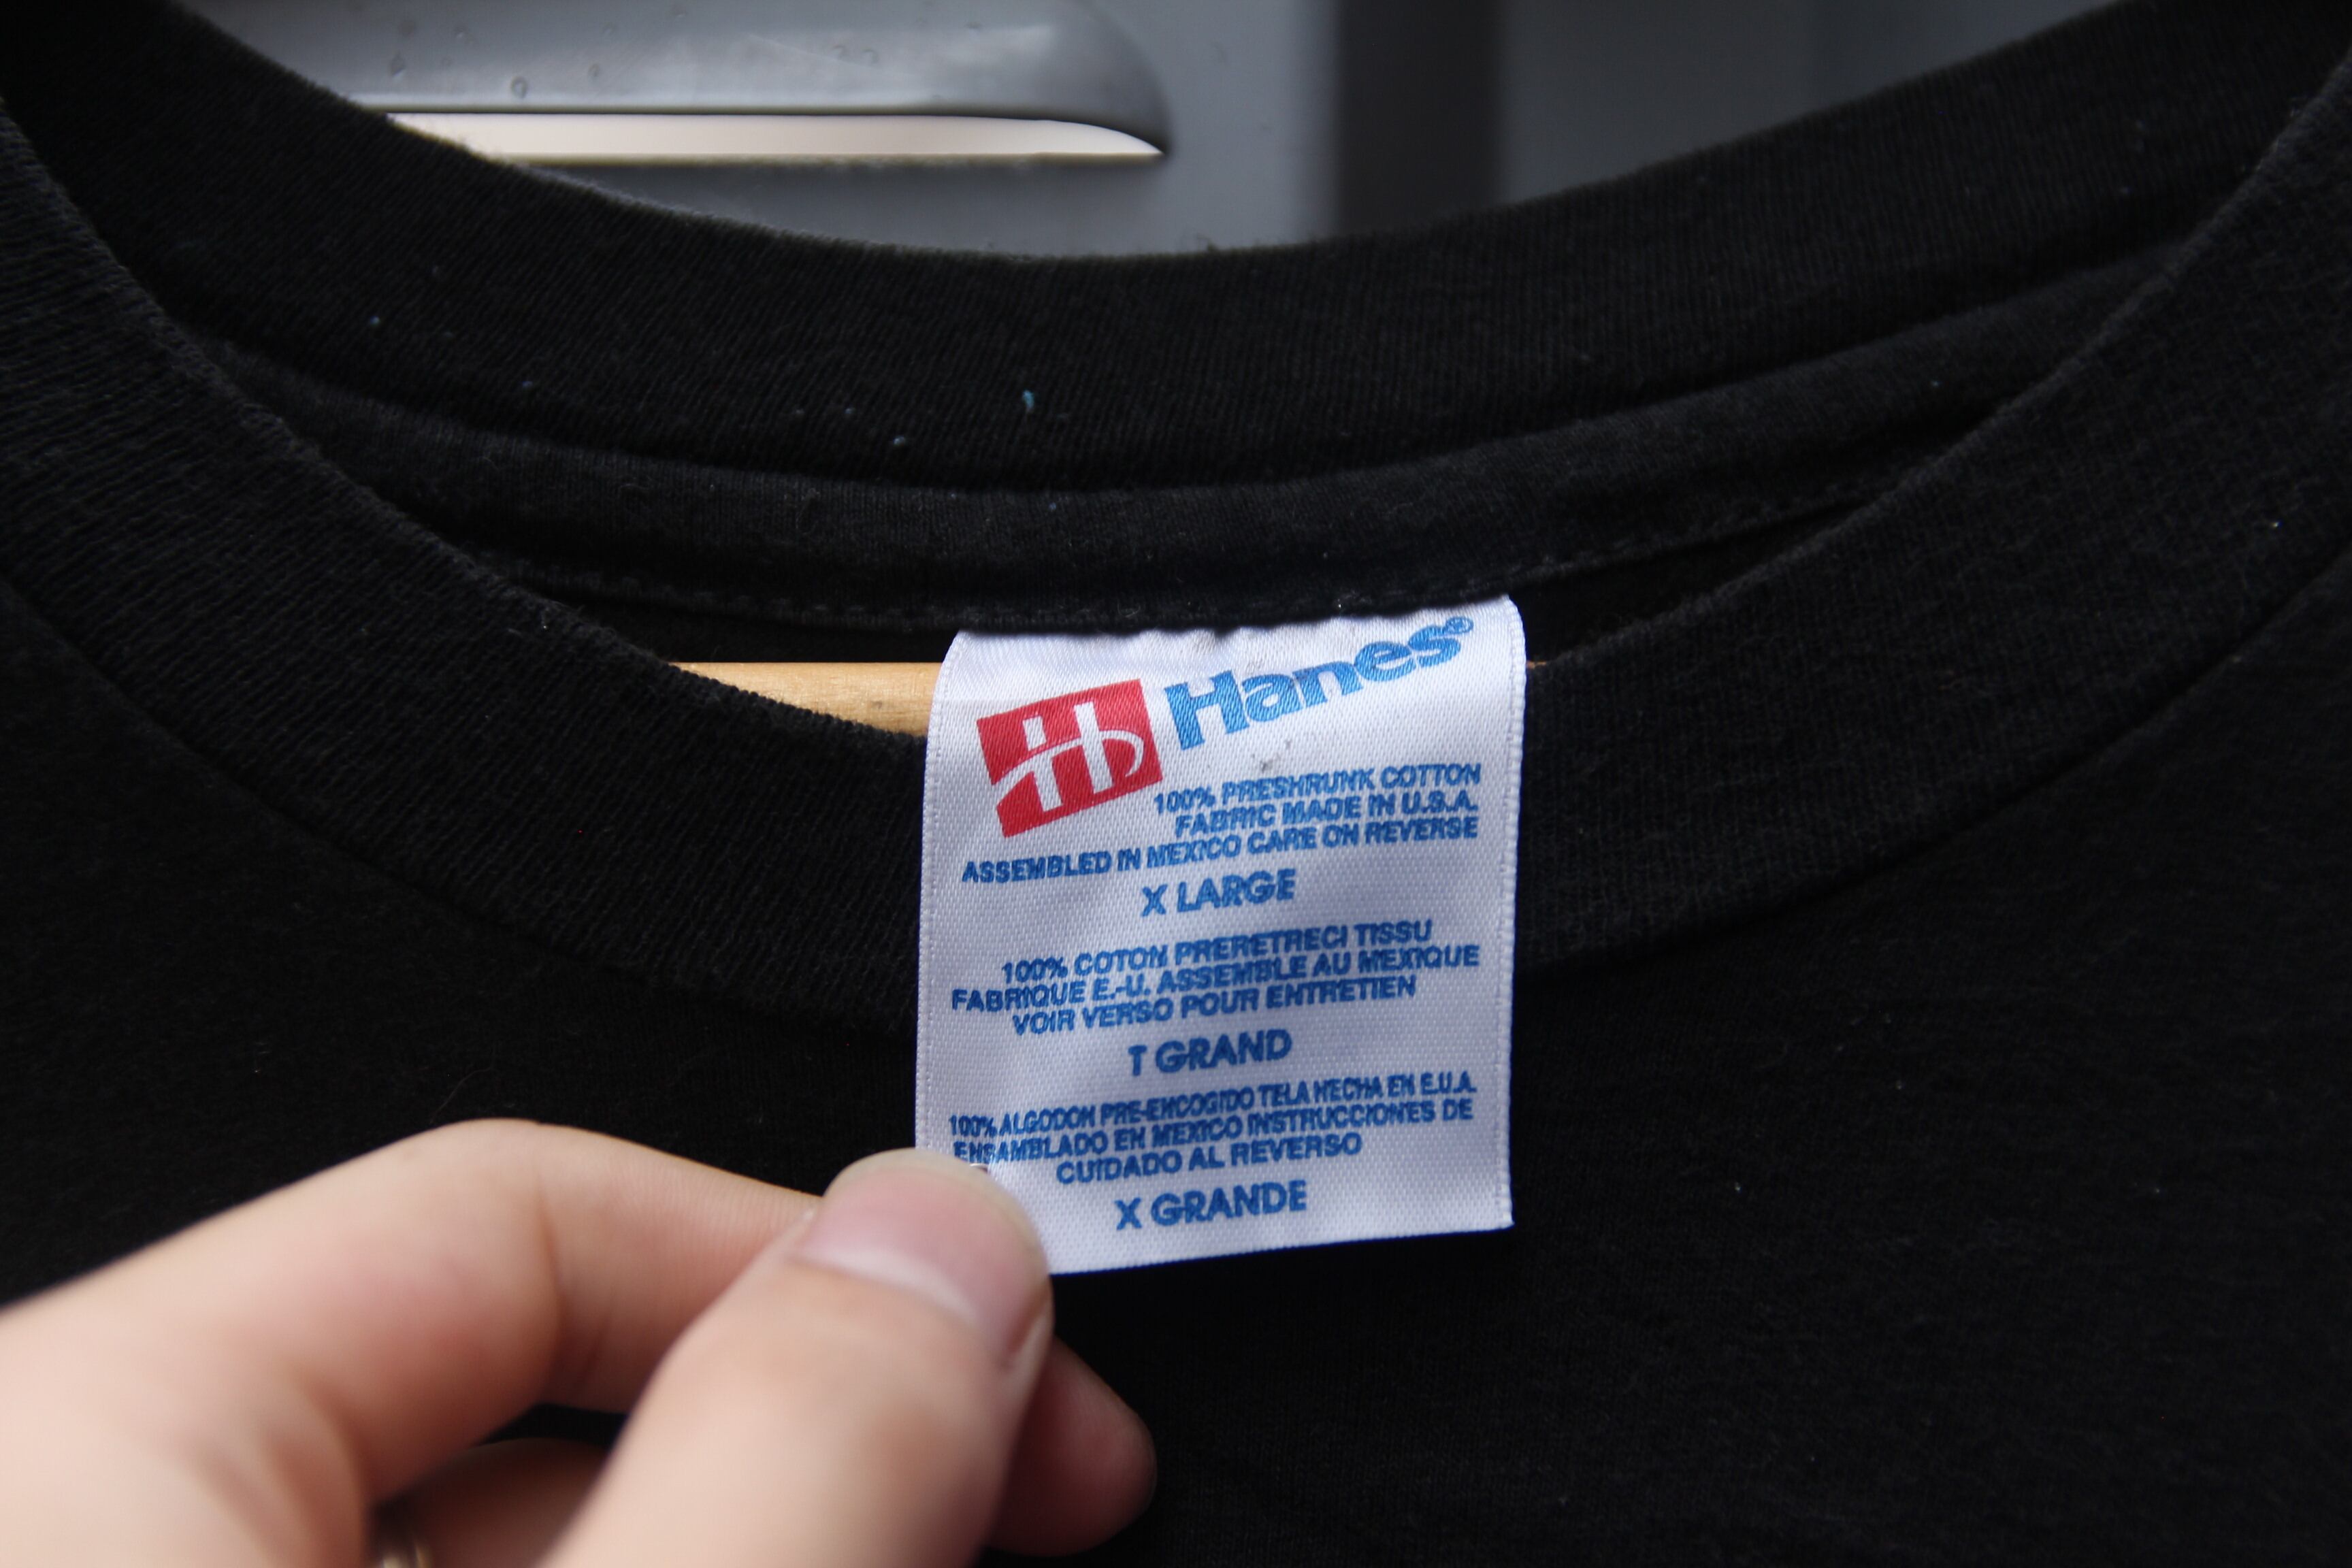 Hanes®
100% PRESHRUNK COTTON
FABRIC MADE IN U.S.A.
ASSEMBLED IN MEXICO CARE ON REVERSE
X LARGE
100% COTON PRERETRECI TISSU
FABRIQUE E.-U. ASSEMBLE AU MEXIQUE
VOIR VERSO POUR ENTRETIEN
T GRAND
100% ALGODON PRE-ENCOGIDO TELA HECHA EN E.U.A.
ENSAMBLADO EN MEXICO INSTRUCCIONES DE
CUIDADO AL REVERSO
X GRANDE